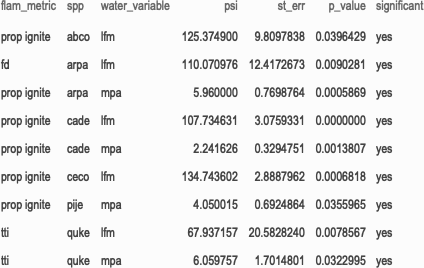 flam_metric spp water_variable psi st_err p_value significant
prop ignite abco lfm 125.374900 9.8097838 0.0396429 yes
fd arpa lfm 110.070976 12.4172673 0.0090281 yes
prop ignite arpa mpa 5.960000 0.7698764 0.0005869 yes
prop ignite cade lfm 107.734631 3.0759331 0.0000000 yes
prop ignite cade mpa 2.241626 0.3294751 0.0013807 yes
prop ignite ceco lfm 134.743602 2.8887962 0.0006818 yes
prop ignite pije mpa 4.050015 0.6924864 0.0355965 yes
tti quke lfm 67.937157 20.5828240 0.0078567 yes
tti quke mpa 6.059757 1.7014801 0.0322995 yes